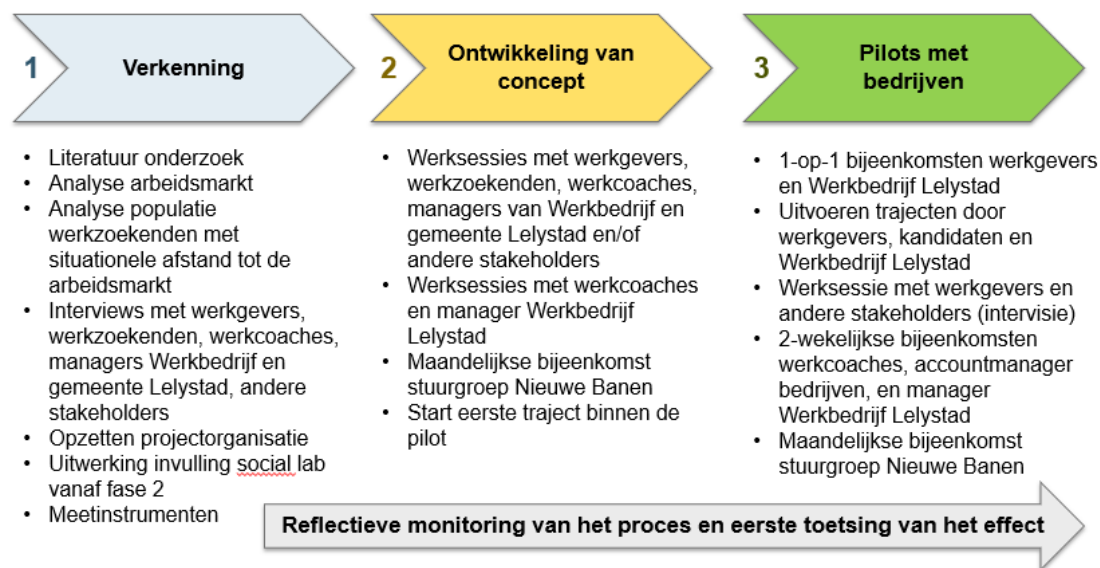 1
Verkenning
2
Ontwikkeling van
concept
3
Pilots met
bedrijven
• Literatuur onderzoek
• Analyse arbeidsmarkt
• Analyse populatie
werkzoekenden met
situationele afstand tot de
arbeidsmarkt
• Interviews met werkgevers,
werkzoekenden, werkcoaches,
managers Werkbedrijf en
gemeente Lelystad, andere
stakeholders
• Opzetten projectorganisatie
• Uitwerking invulling social lab
vanaf fase 2
• Meetinstrumenten
• Werksessies met werkgevers,
werkzoekenden, werkcoaches,
managers van Werkbedrijf en
gemeente Lelystad en/of
andere stakeholders
• Werksessies met werkcoaches
en manager Werkbedrijf
Lelystad
• Maandelijkse bijeenkomst
stuurgroep Nieuwe Banen
• Start eerste traject binnen de
pilot
• 1-op-1 bijeenkomsten werkgevers
en Werkbedrijf Lelystad
• Uitvoeren trajecten door
werkgevers, kandidaten en
Werkbedrijf Lelystad
• Werksessie met werkgevers en
andere stakeholders (intervisie)
• 2-wekelijkse bijeenkomsten
werkcoaches, accountmanager
bedrijven, en manager
Werkbedrijf Lelystad
• Maandelijkse bijeenkomst
stuurgroep Nieuwe Banen
Reflectieve monitoring van het proces en eerste toetsing van het effect